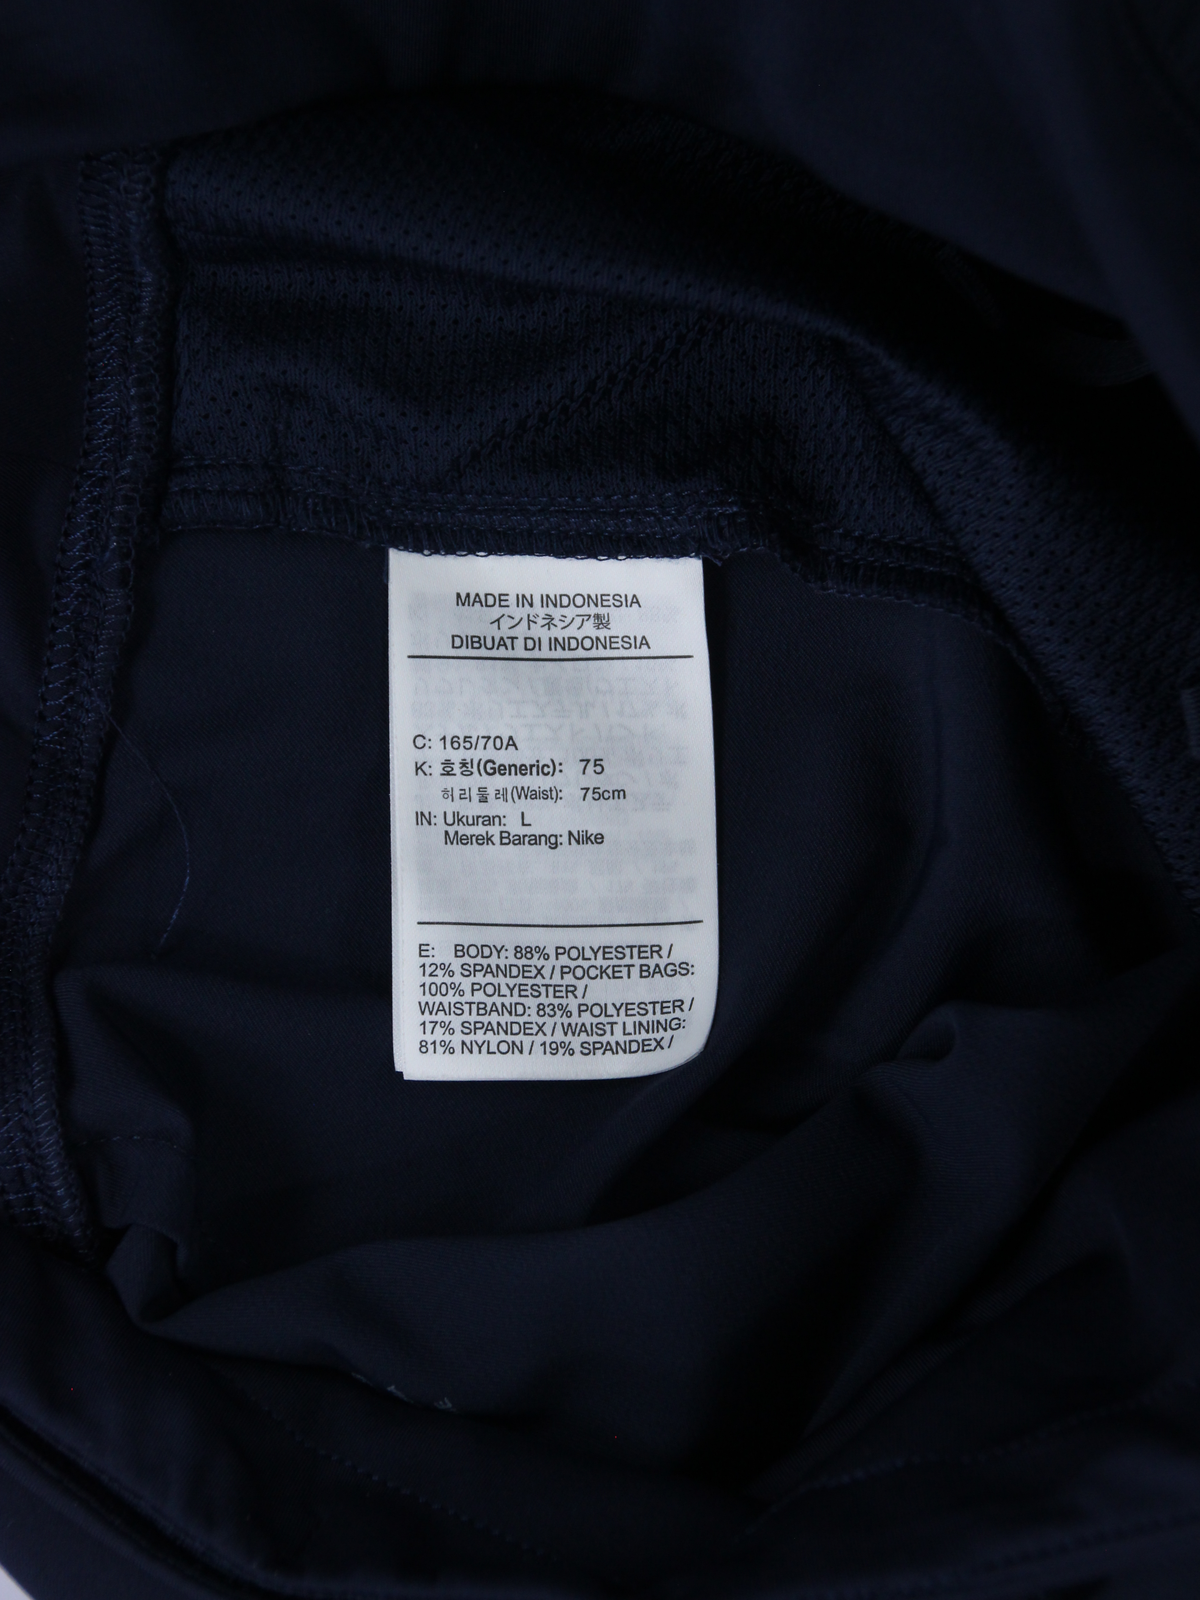 MADE IN INDONESIA
インドネシア製
DIBUAT DI INDONESIA
C: 165/70A
K: 호칭(Generic): 75
허리둘레(Waist): 75cm
IN: Ukuran: L
Merek Barang: Nike
E: BODY: 88% POLYESTER /
12% SPANDEX / POCKET BAGS:
100% POLYESTER /
WAISTBAND: 83% POLYESTER /
17% SPANDEX / WAIST LINING:
81% NYLON / 19% SPANDEX /